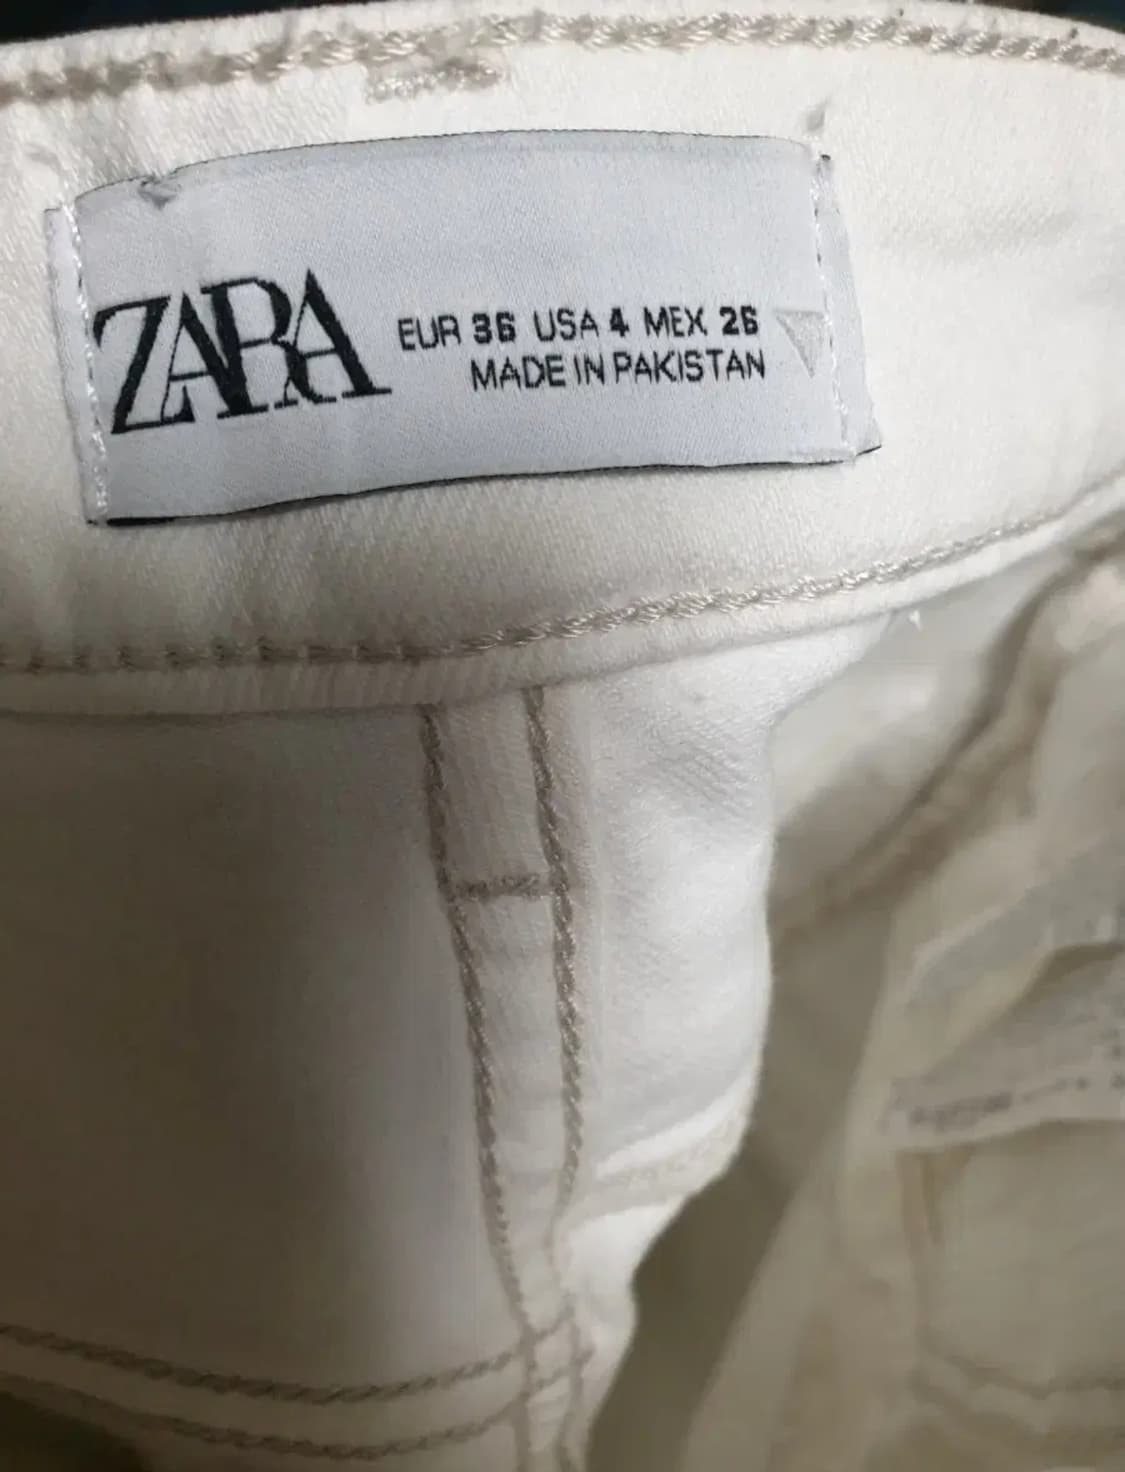 ZARA
EUR 36 USA 4 MEX 26
MADE IN PAKISTAN